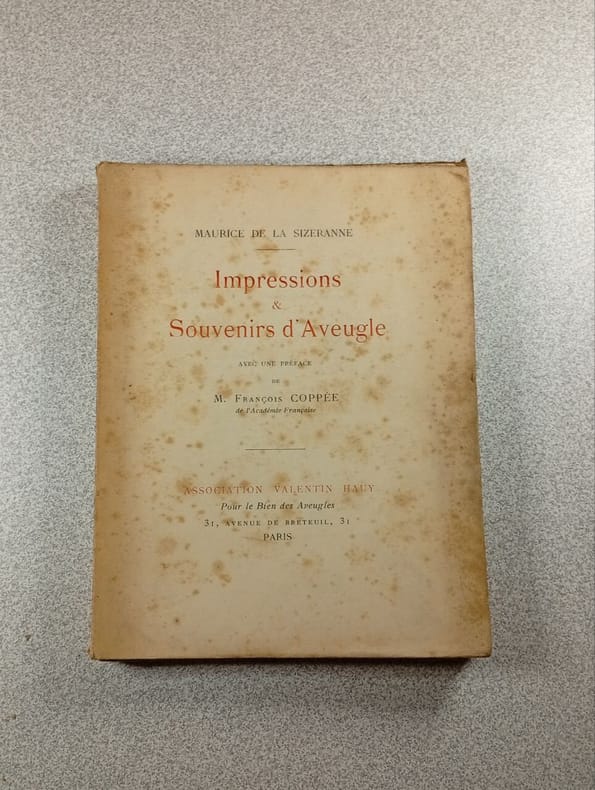 MAURICE DE LA SIZERANNE
Impressions
&
Souvenirs d'Aveugle
AVEC UNE PRÉFACE
DE
M. FRANÇOIS COPPÉE
de l'Académie Française
ASSOCIATION VALENTIN HAUY
Pour le Bien des Aveugles
31, AVENUE DE BRETEUIL, 31
PARIS